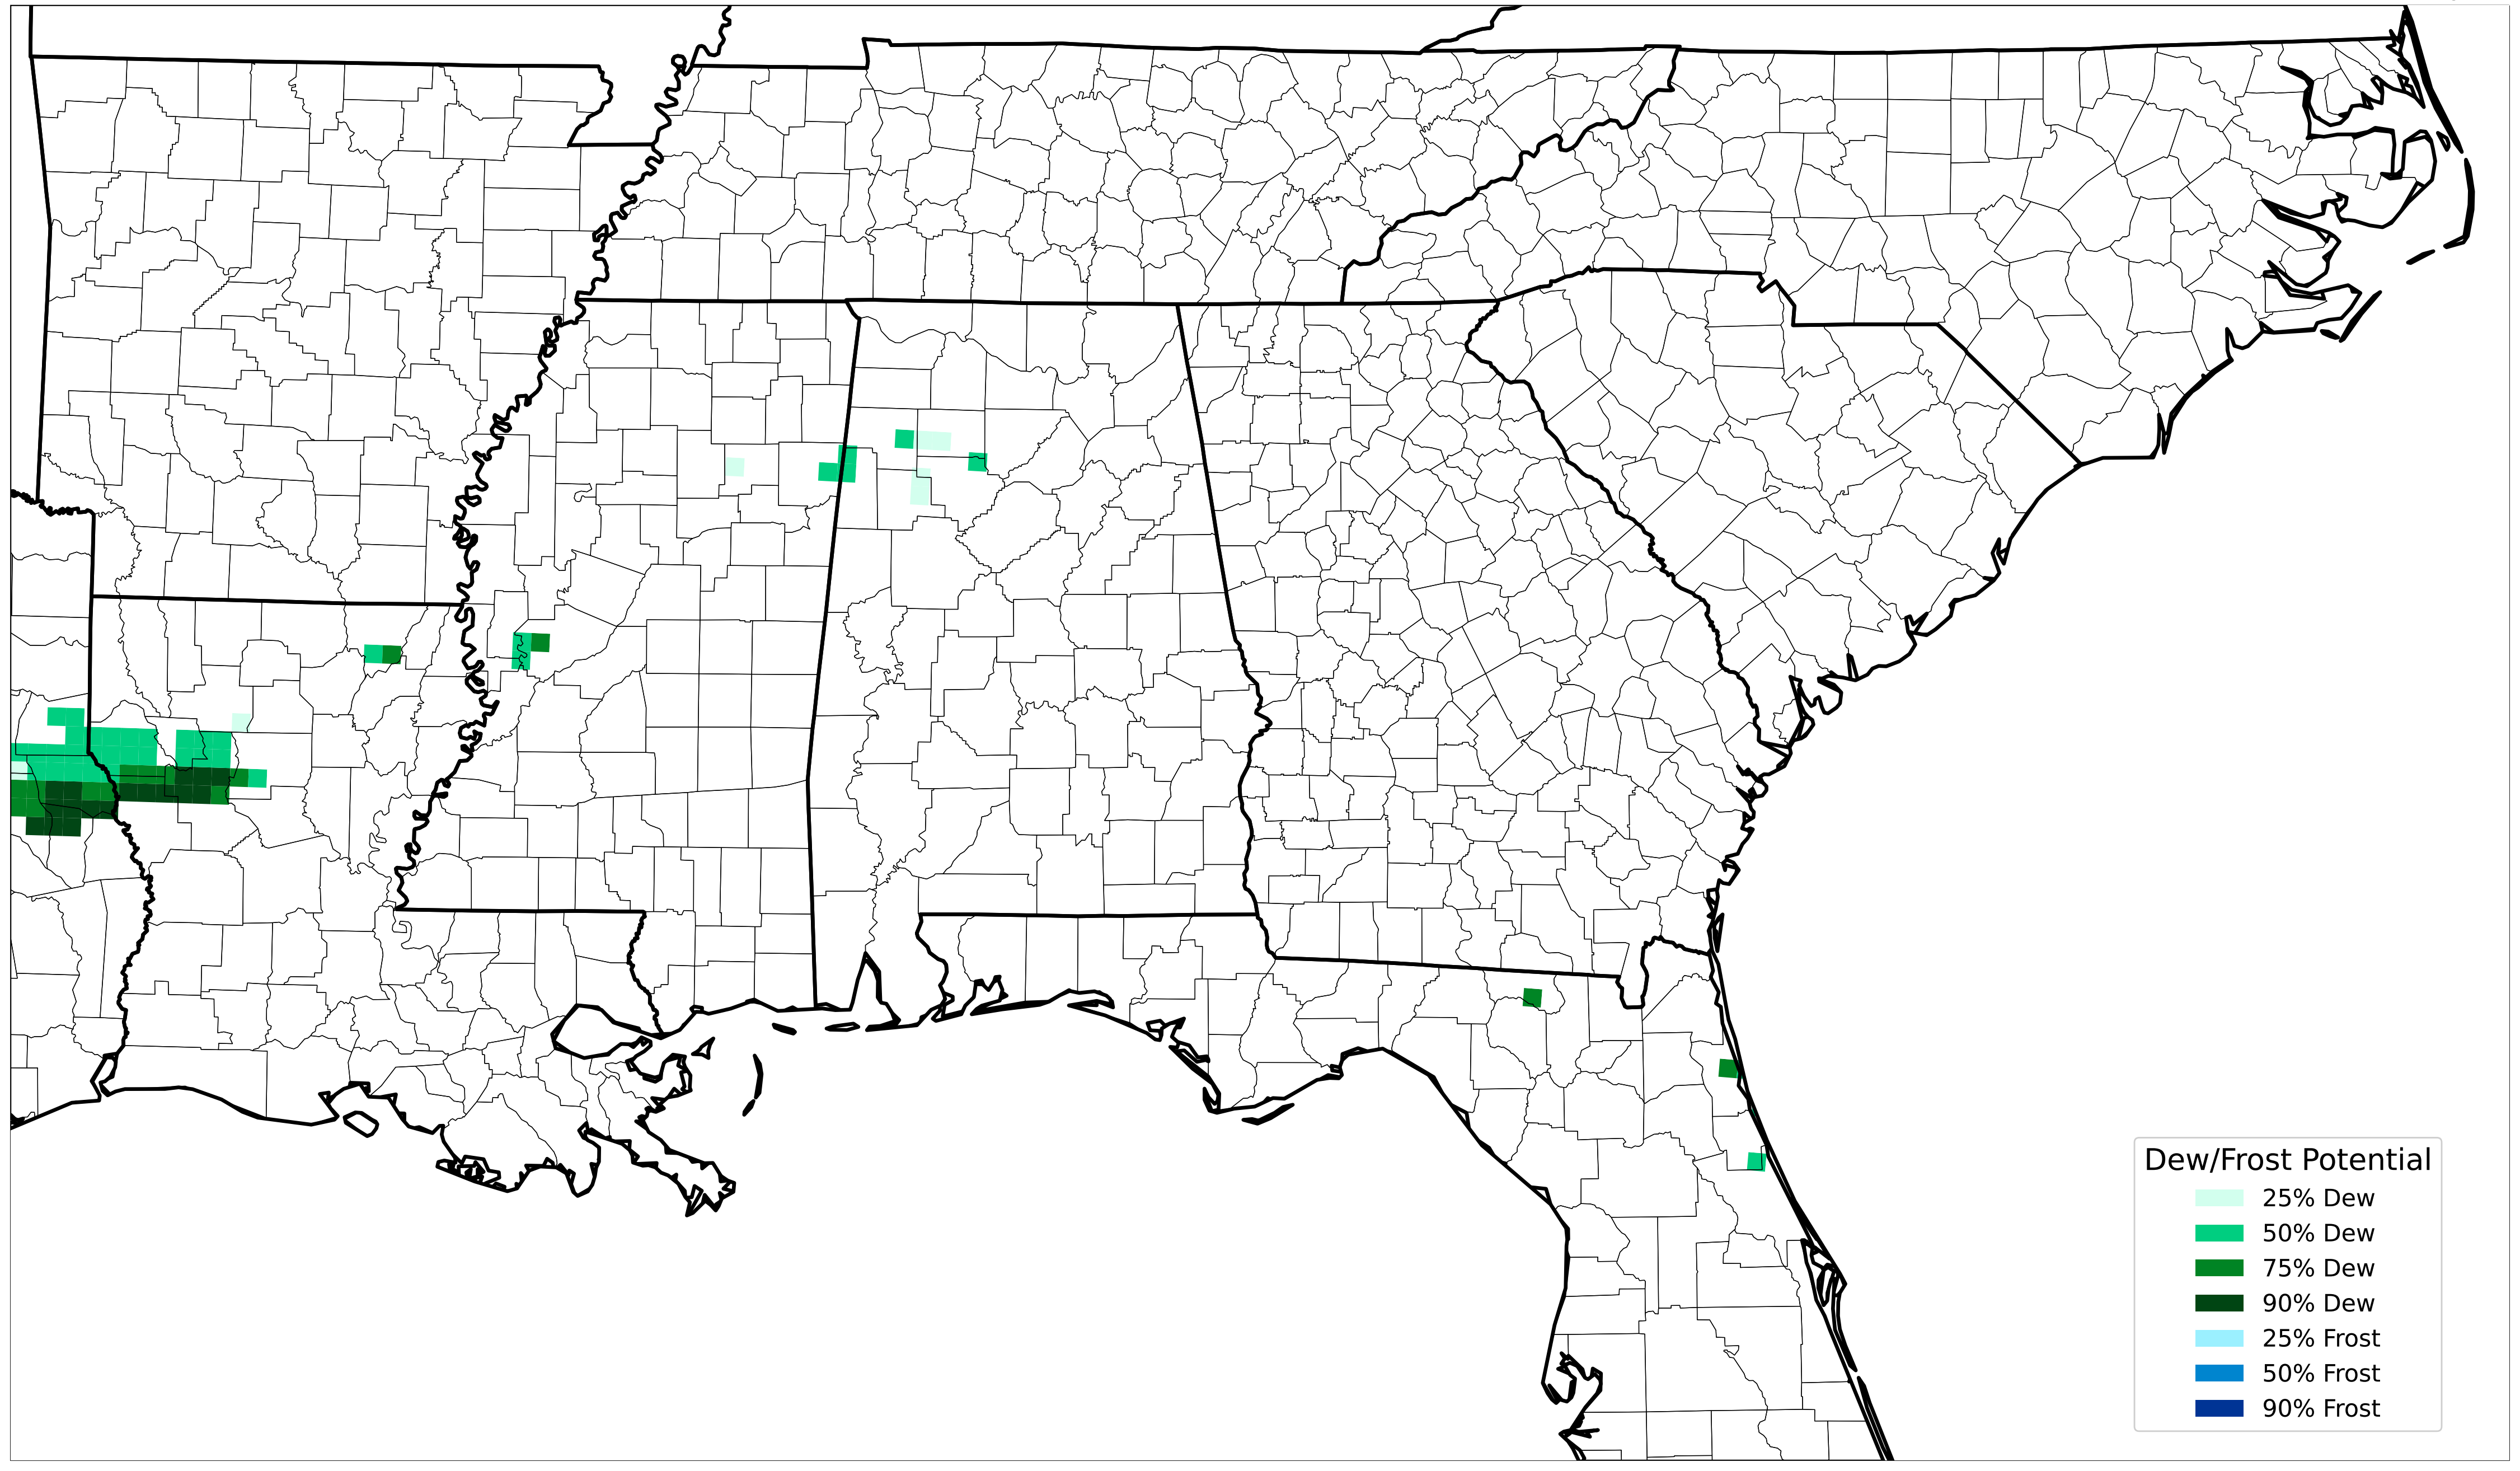 Dew/Frost Potential
25% Dew
50% Dew
75% Dew
90% Dew
25% Frost
50% Frost
90% Frost